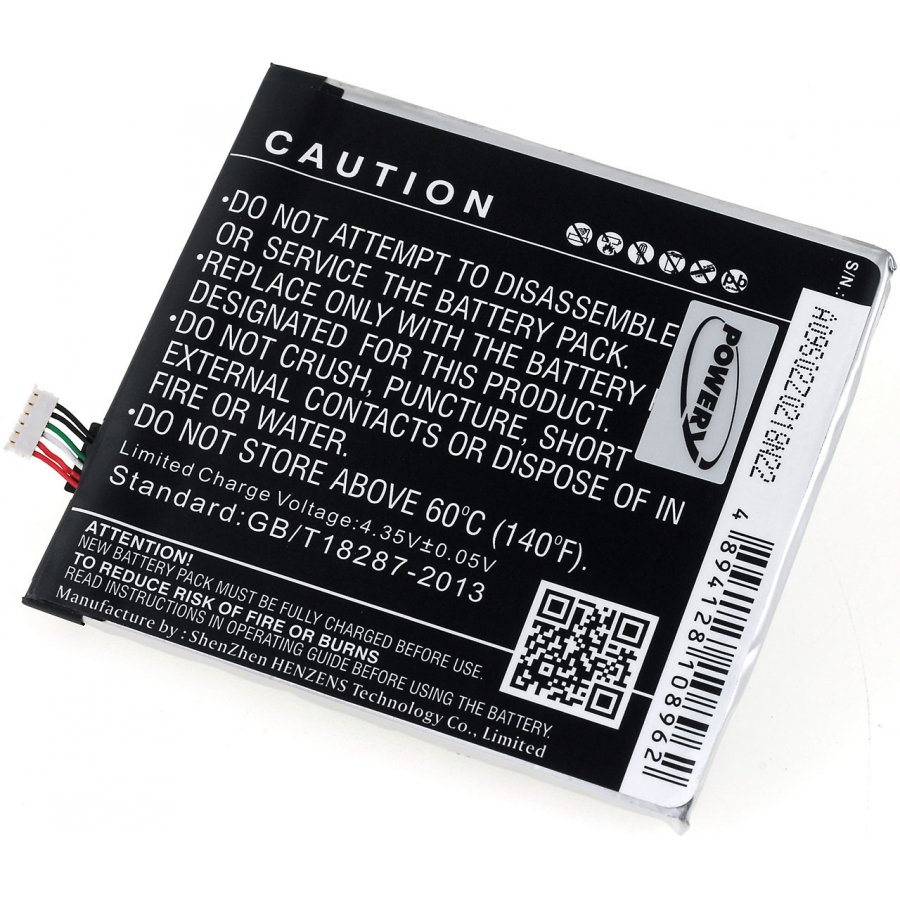 CAUTION
•DO NOT ATTEMPT TO DISASSEMBLE
OR SERVICE THE BATTERY PACK.
•REPLACE ONLY WITH THE BATTERY
DESIGNATED FOR THIS PRODUCT.
•DO NOT CRUSH, PUNCTURE, SHORT
EXTERNAL CONTACTS OR DISPOSE OF IN
FIRE OR WATER.
•DO NOT STORE ABOVE 60°C (140°F).
Limited Charge Voltage:4.35V±0.05V
Standard:GB/T18287-2013
ATTENTION!
NEW BATTERY PACK MUST BE FULLY CHARGED BEFORE USE.
TO REDUCE RISK OF FIRE OR BURNS
READ OPERATING GUIDE BEFORE USING THE BATTERY.
Manufacture by :
ShenZhen HENZENS Technology Co., Limited
Pb
POWERY
S/N.:
4 894128 108962